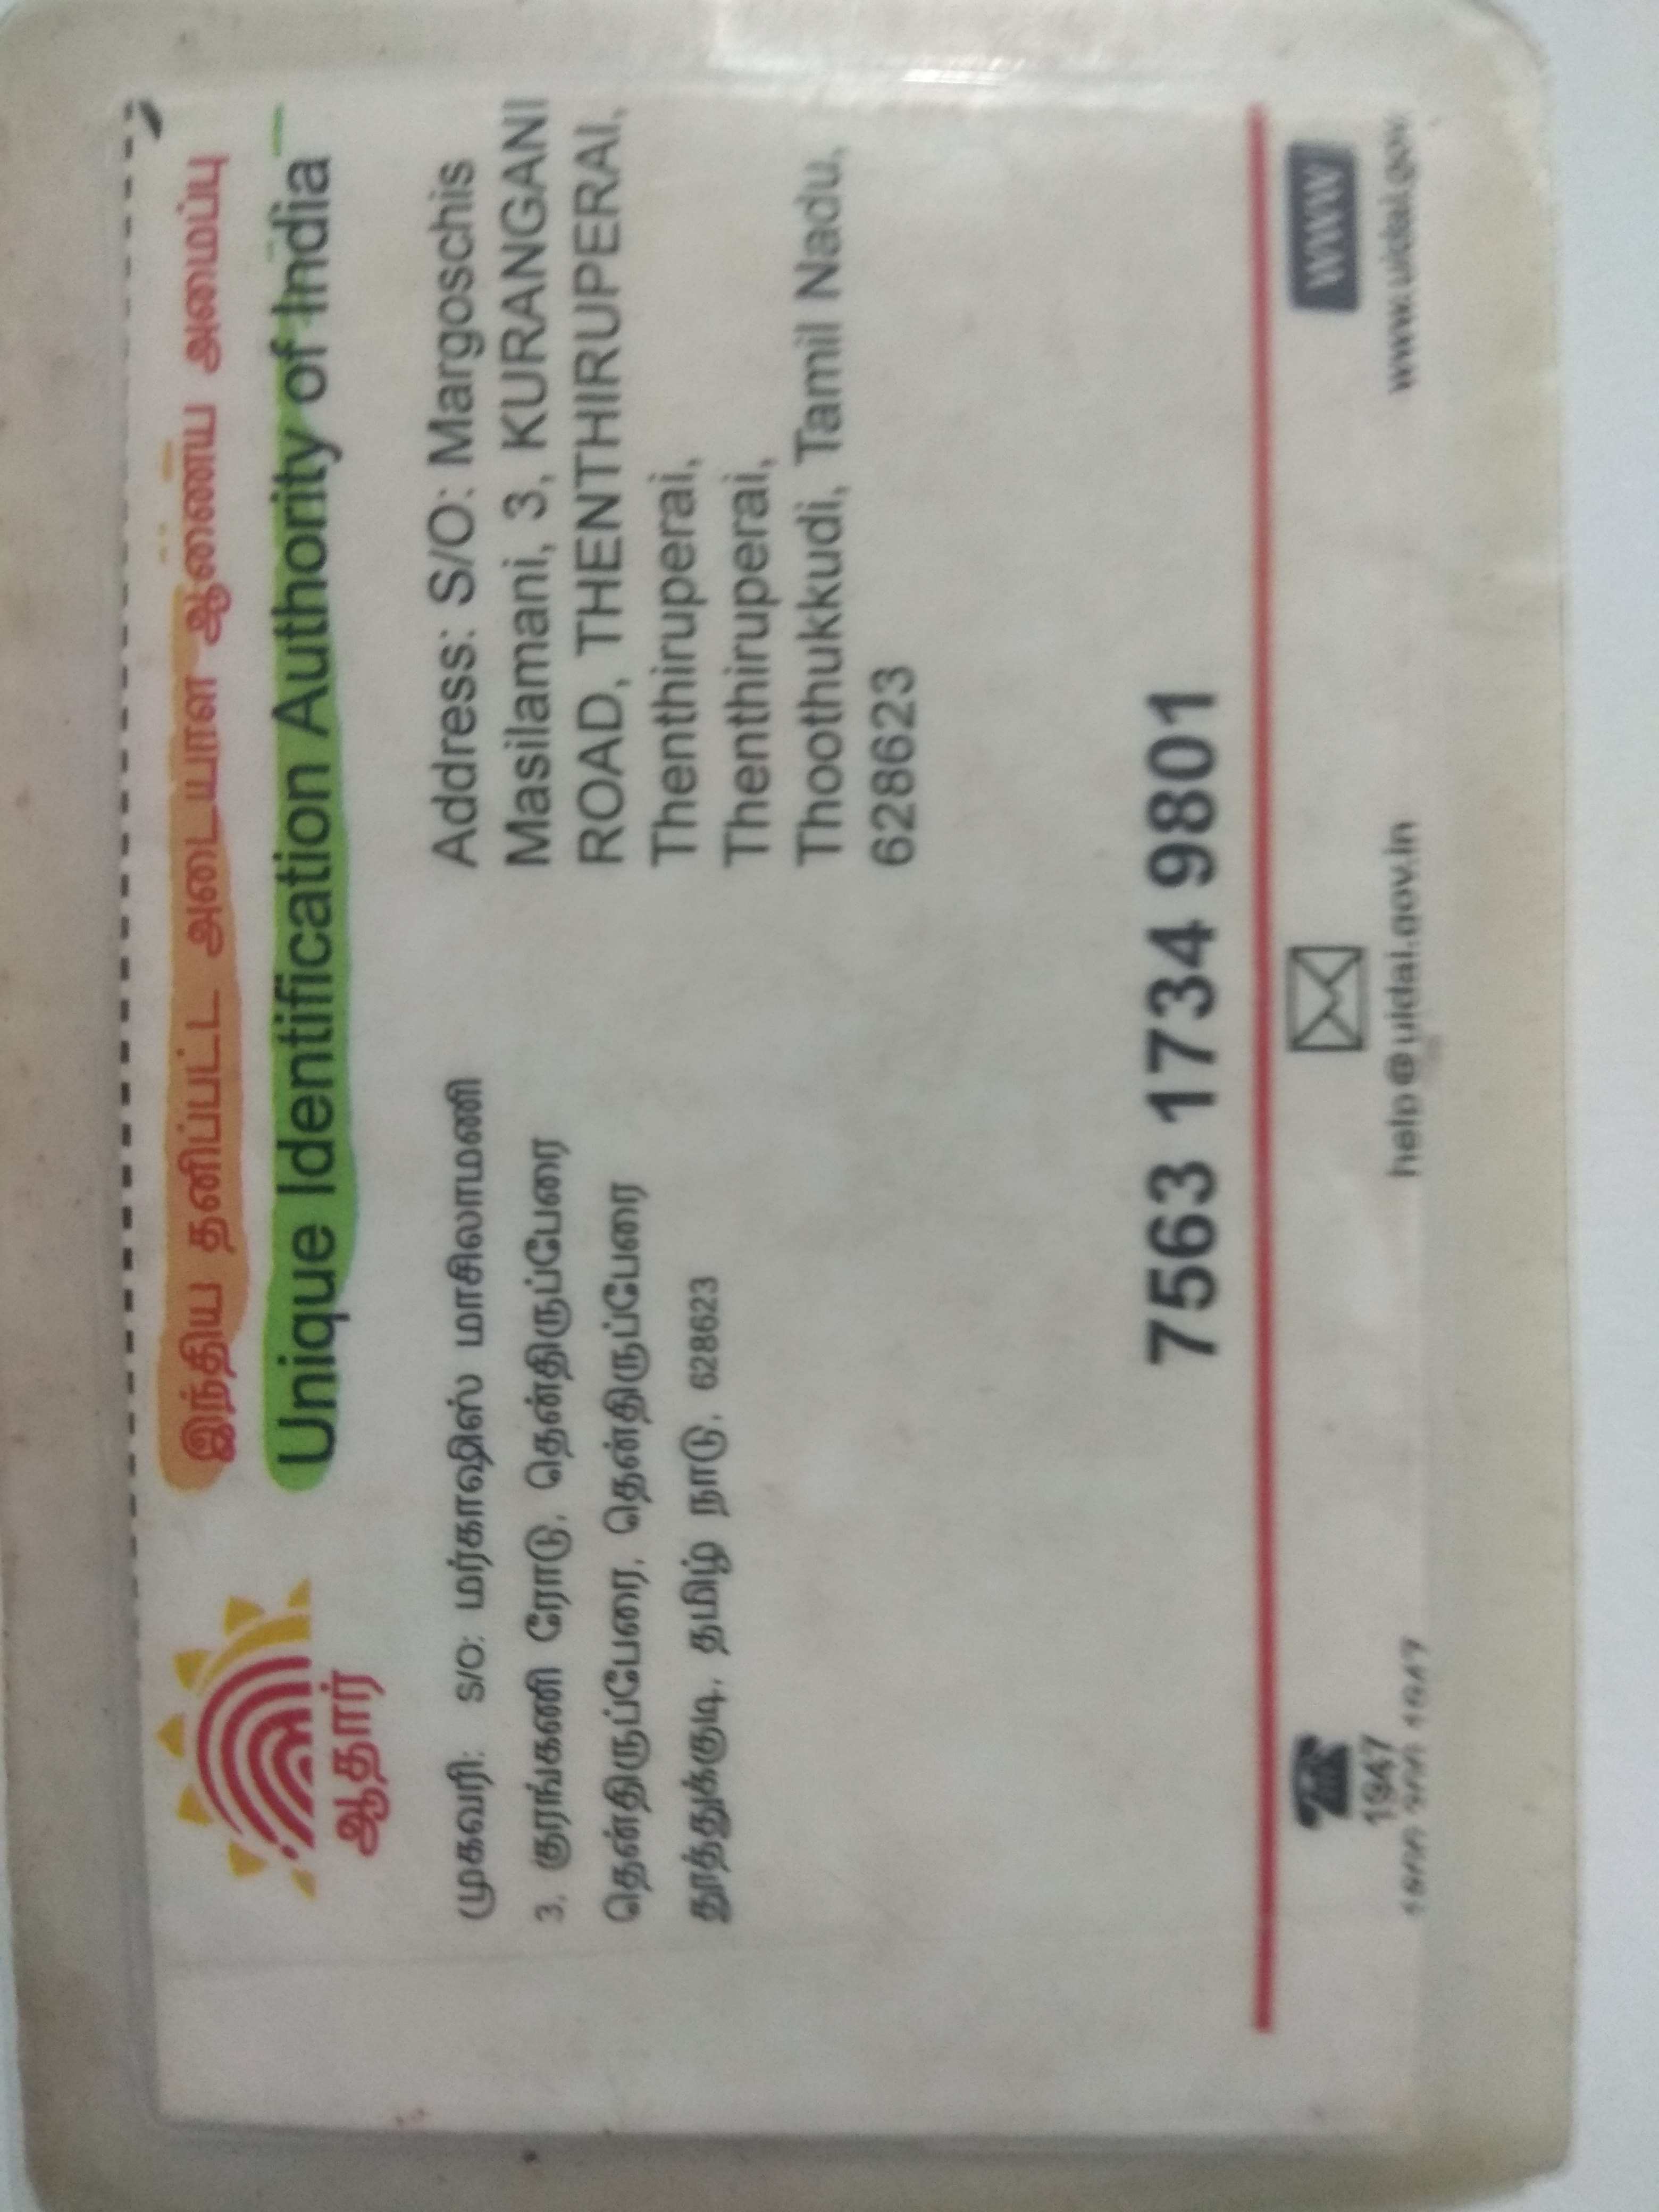 இந்திய தனிப்பட்ட அடையாள ஆணைய அமைப்பு
Unique Identification Authority of India
ஆதார்
முகவரி: S/O: மர்காஷிஸ் மாசிலாமணி
3, குரங்கணி ரோடு, தென்திருப்பேரை
தென்திருப்பேரை, தென்திருப்பேரை
தூத்துக்குடி, தமிழ் நாடு, 628623
Address: S/O: Margoschis
Masilamani, 3, KURANGANI
ROAD, THENTHIRUPERAI,
Thenthiruperai,
Thenthiruperai,
Thoothukkudi, Tamil Nadu,
628623
7563 1734 9801
1947
help@uidai.gov.in
WWW
www.uidai.gov